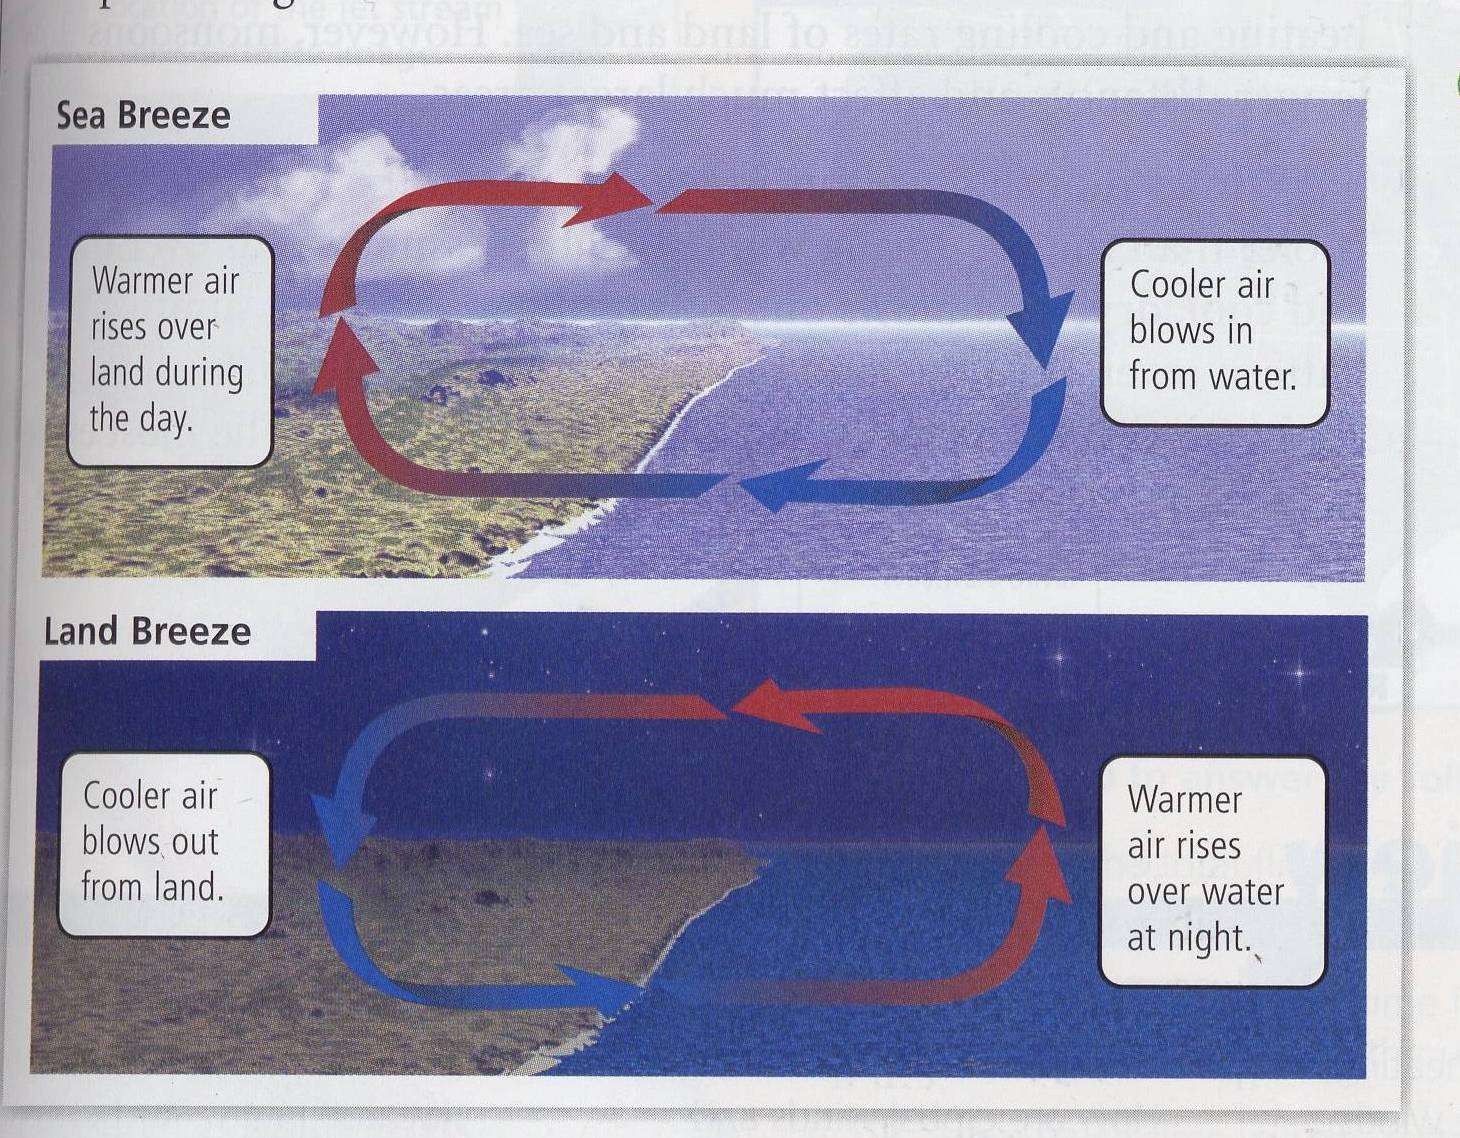 Sea Breeze
Warmer air
rises over
land during
the day.
Cooler air
blows in
from water.
Land Breeze
Cooler air
blows out
from land.
Warmer
air rises
over water
at night.